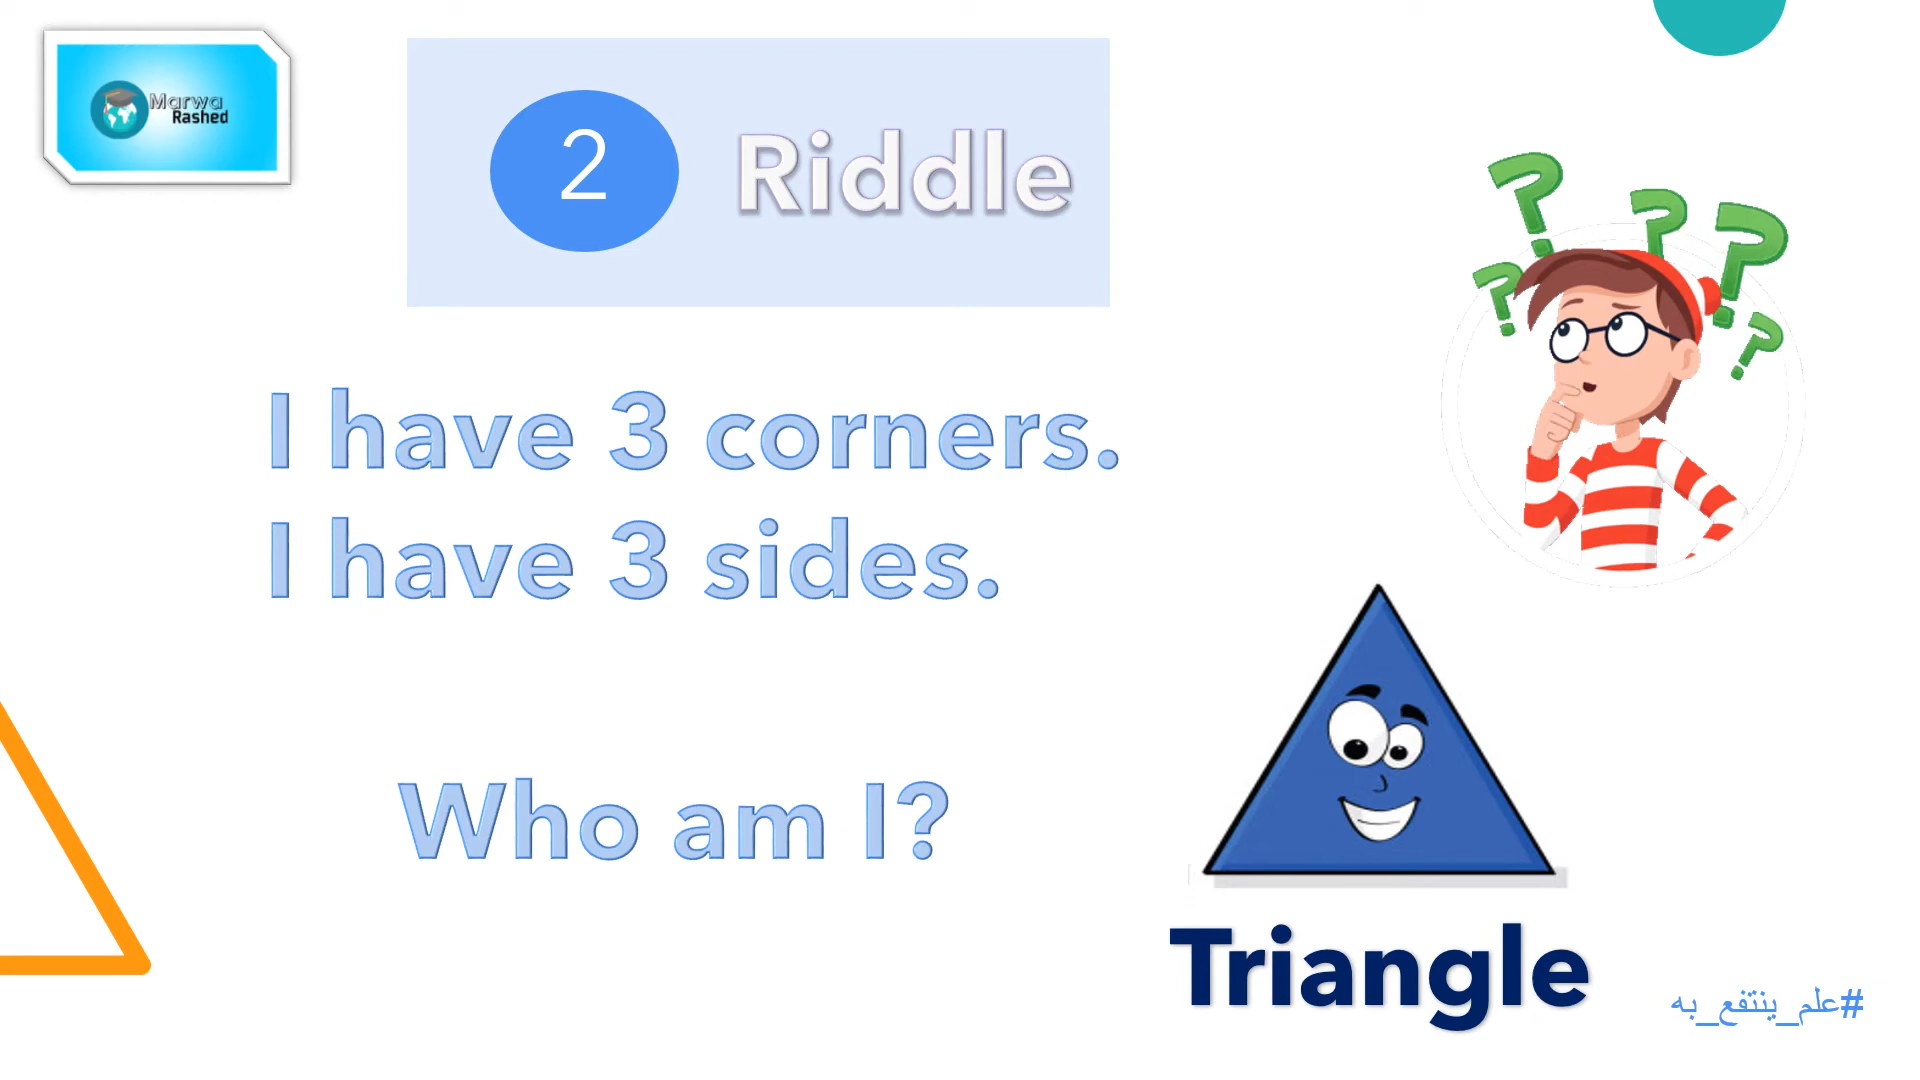 Marwa
Rashed
2 Riddle
I have 3 corners.
I have 3 sides.
Who am I?
Triangle
#علم_ينتفع_به